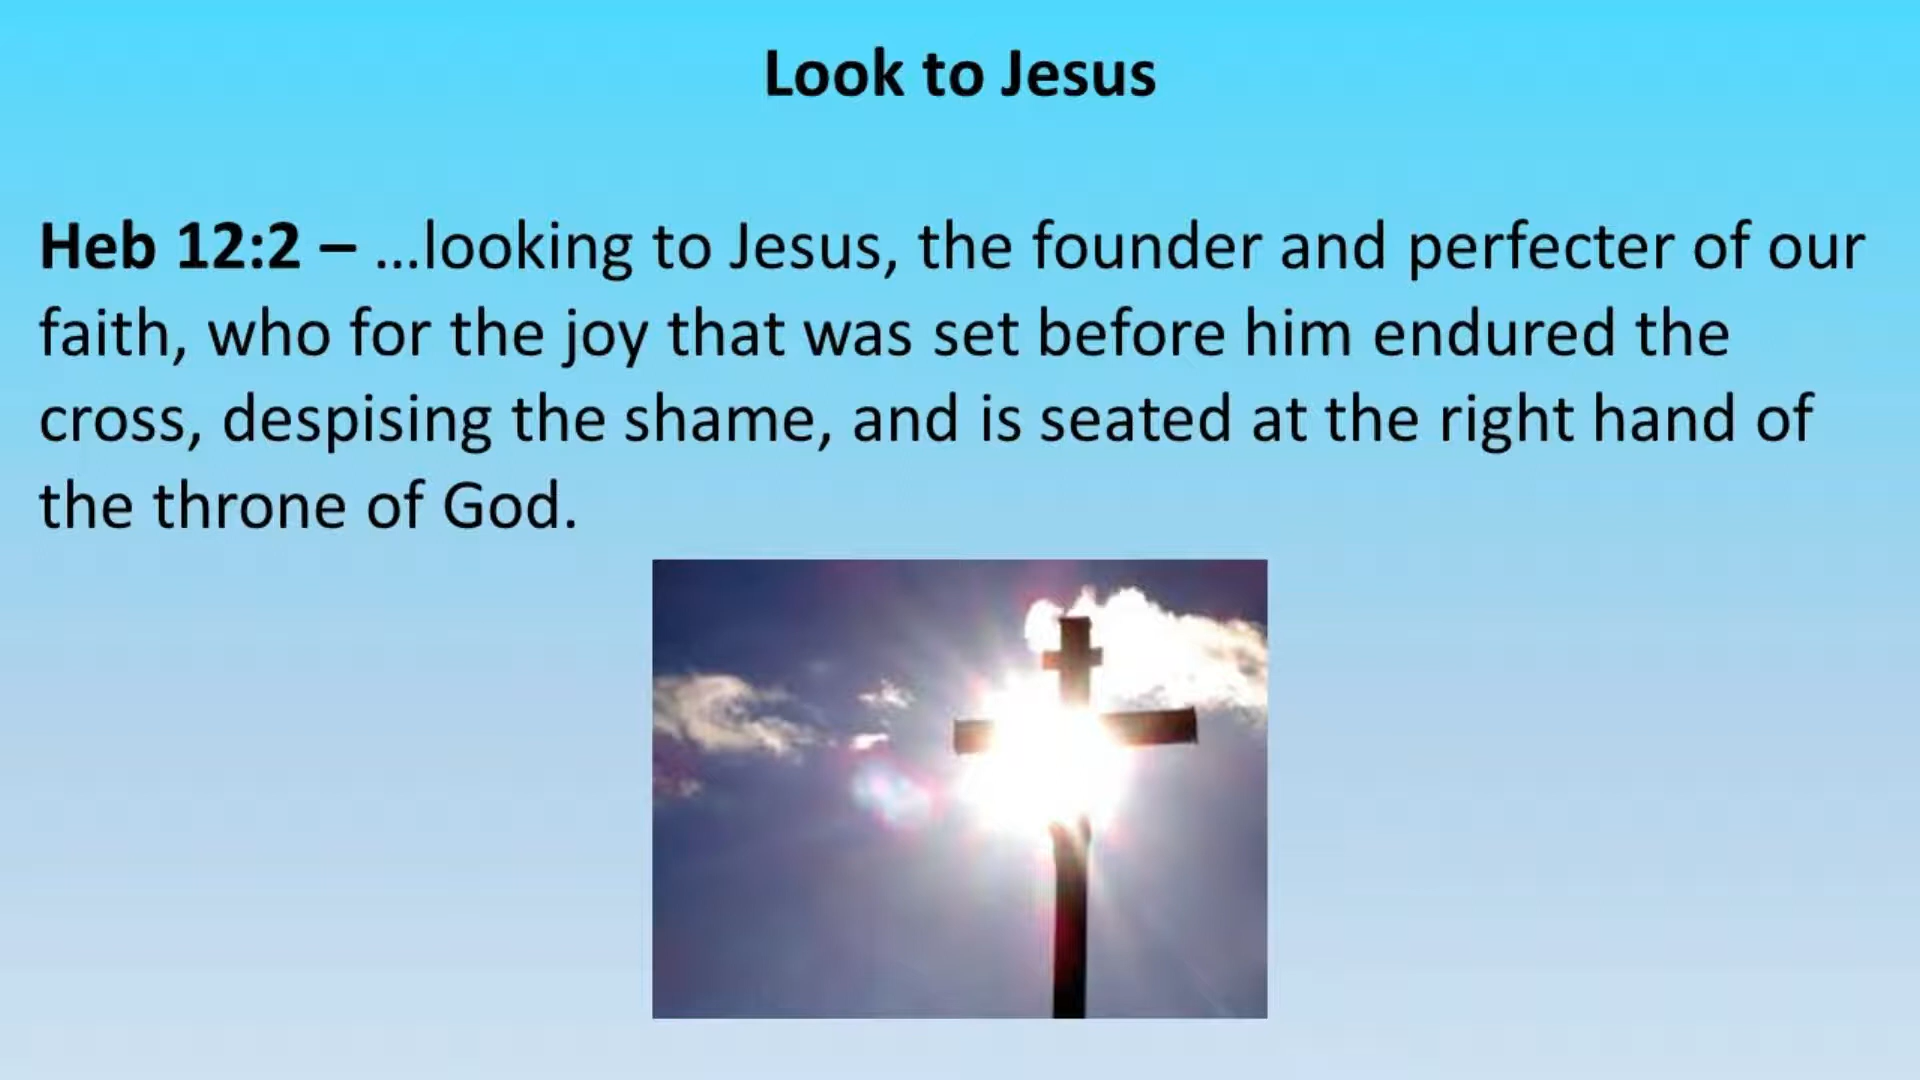 Look to Jesus
Heb 12:2 – ...looking to Jesus, the founder and perfecter of our
faith, who for the joy that was set before him endured the
cross, despising the shame, and is seated at the right hand of
the throne of God.